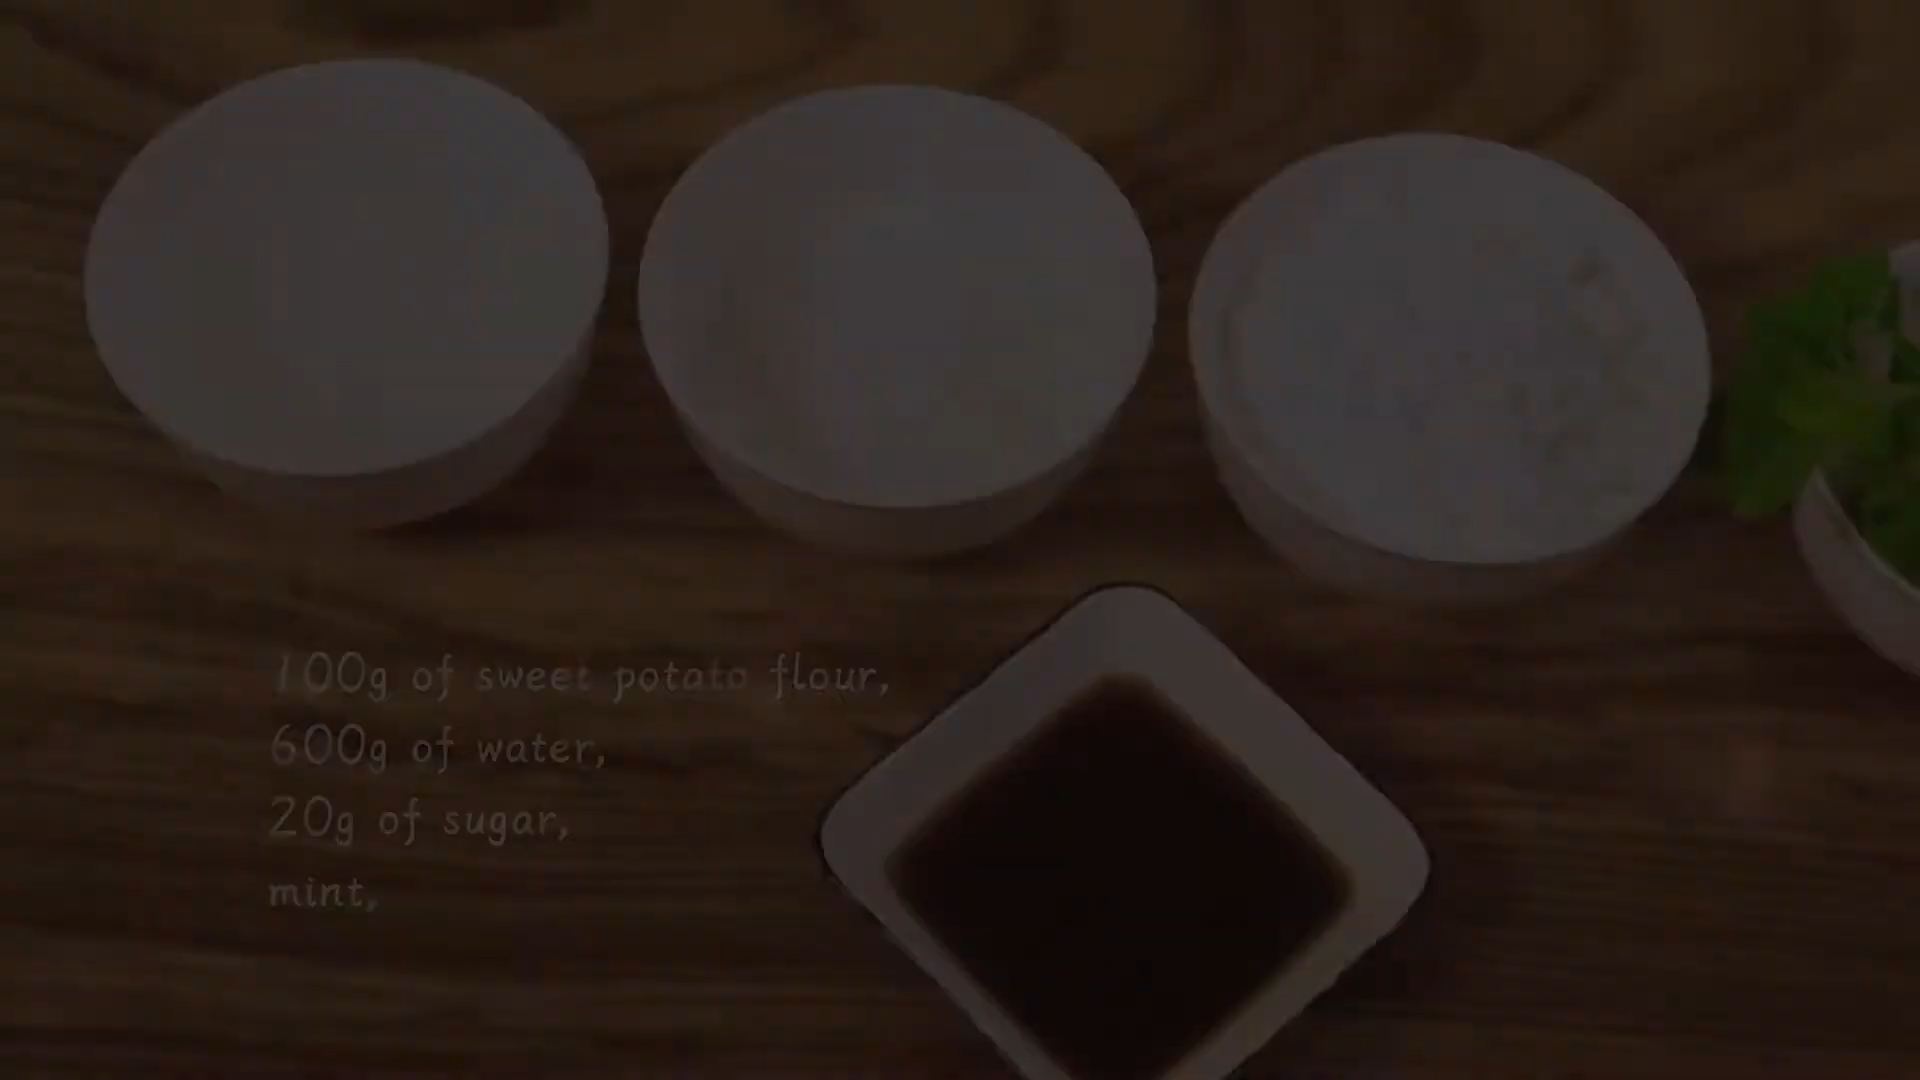 100g of sweet potato flour,
600g of water,
20g of sugar,
mint,